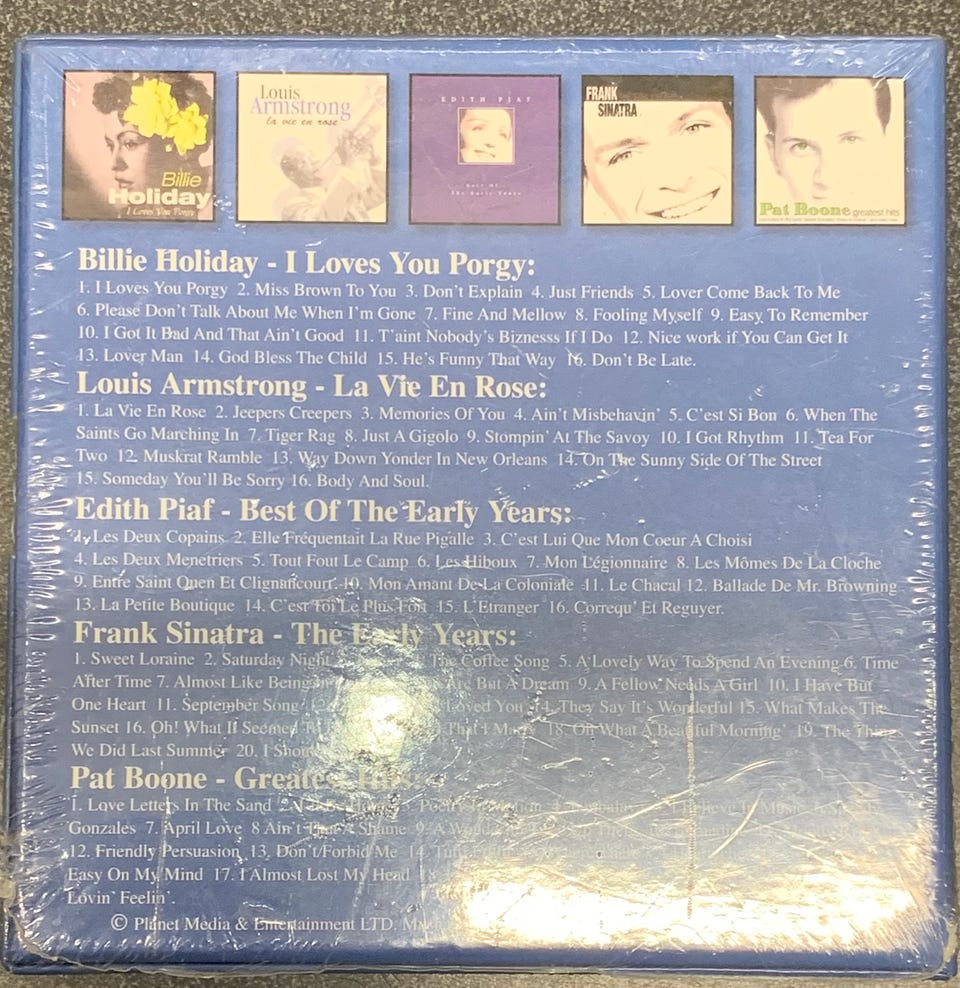 Billie
Holiday
I Loves You Porgy
Louis
Armstrong
la vie en rose
EDITH PIAF
Best Of
The Early Years
FRANK
SINATRA
Pat Boone greatest hits
Billie Holiday - I Loves You Porgy:
1. I Loves You Porgy 2. Miss Brown To You 3. Don't Explain 4. Just Friends 5. Lover Come Back To Me
6. Please Don't Talk About Me When I'm Gone 7. Fine And Mellow 8. Fooling Myself 9. Easy To Remember
10. I Got It Bad And That Ain't Good 11. T'aint Nobody's Biznesss If I Do 12. Nice work if You Can Get It
13. Lover Man 14. God Bless The Child 15. He's Funny That Way 16. Don't Be Late.
Louis Armstrong - La Vie En Rose:
1. La Vie En Rose 2. Jeepers Creepers 3. Memories Of You 4. Ain't Misbehavin' 5. C'est Si Bon 6. When The
Saints Go Marching In 7. Tiger Rag 8. Just A Gigolo 9. Stompin' At The Savoy 10. I Got Rhythm 11. Tea For
Two 12. Muskrat Ramble 13. Way Down Yonder In New Orleans 14. On The Sunny Side Of The Street
15. Someday You'll Be Sorry 16. Body And Soul.
Edith Piaf - Best Of The Early Years:
1. Les Deux Copains 2. Elle Fréquentait La Rue Pigalle 3. C'est Lui Que Mon Coeur A Choisi
4. Les Deux Menetriers 5. Tout Fout Le Camp 6. Les Hiboux 7. Mon Légionnaire 8. Les Mômes De La Cloche
9. Entre Saint Quen Et Clignancourt 10. Mon Amant De La Coloniale 11. Le Chacal 12. Ballade De Mr. Browning
13. La Petite Boutique 14. C'est Toi Le Plus Fort 15. L'Etranger 16. Correqu' Et Reguyer.
Frank Sinatra - The Early Years:
1. Sweet Loraine 2. Saturday Night The Coffee Song 5. A Lovely Way To Spend An Evening 6. Time
After Time 7. Almost Like Being But A Dream 9. A Fellow Needs A Girl 10. I Have But
One Heart 11. September Song Loved You 14. They Say It's Wonderful 15. What Makes The
Sunset 16. Oh! What If Seemed That I Marry 18. Oh What A Beatiful Morning' 19. The Things
We Did Last Summer 20. I
Pat Boone - Greatest Hits:
1. Love Letters In The Sand 2.
Gonzales 7. April Love 8 Ain't That A Shame 9.
12. Friendly Persuasion 13. Don't Forbid Me 14.
Easy On My Mind 17. I Almost Lost My Head
Lovin' Feelin'.
© Planet Media & Entertainment LTD.